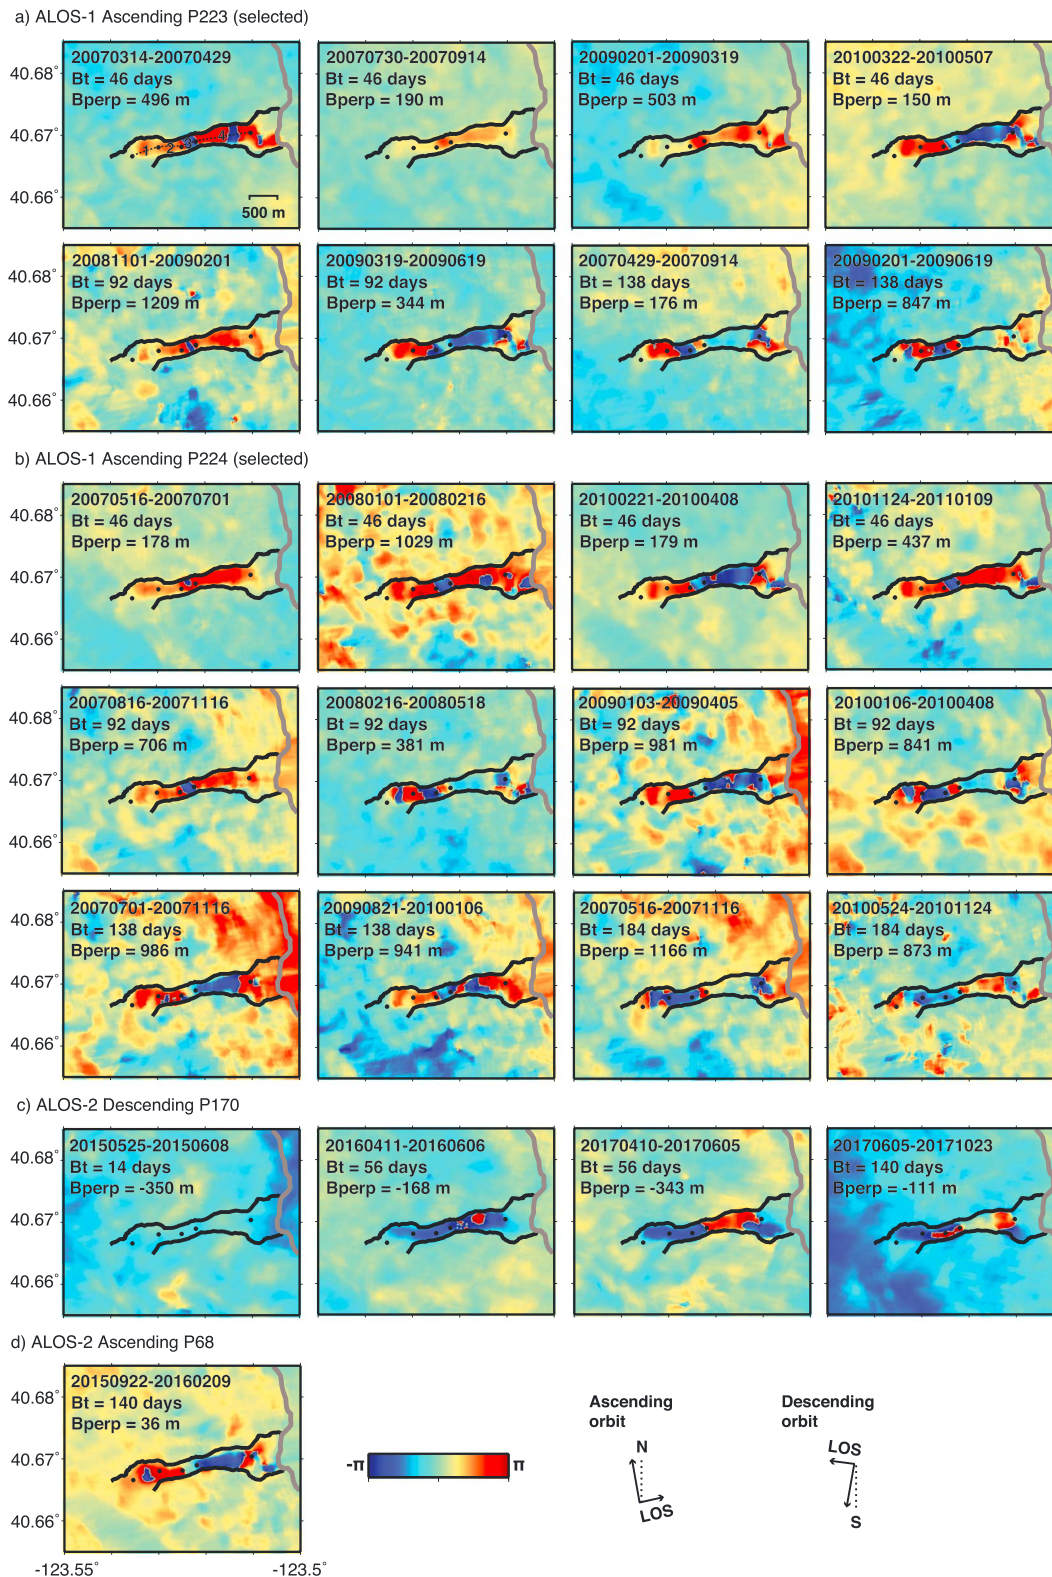 a) ALOS-1 Ascending P223 (selected)
20070314-20070429
Bt = 46 days
Bperp = 496 m
1 2 3 4
500 m
20070730-20070914
Bt = 46 days
Bperp = 190 m
20090201-20090319
Bt = 46 days
Bperp = 503 m
20100322-20100507
Bt = 46 days
Bperp = 150 m
40.68°
40.67°
40.66°
20081101-20090201
Bt = 92 days
Bperp = 1209 m
20090319-20090619
Bt = 92 days
Bperp = 344 m
20070429-20070914
Bt = 138 days
Bperp = 176 m
20090201-20090619
Bt = 138 days
Bperp = 847 m
40.68°
40.67°
40.66°
b) ALOS-1 Ascending P224 (selected)
20070516-20070701
Bt = 46 days
Bperp = 178 m
20080101-20080216
Bt = 46 days
Bperp = 1029 m
20100221-20100408
Bt = 46 days
Bperp = 179 m
20101124-20110109
Bt = 46 days
Bperp = 437 m
40.68°
40.67°
40.66°
20070816-20071116
Bt = 92 days
Bperp = 706 m
20080216-20080518
Bt = 92 days
Bperp = 381 m
20090103-20090405
Bt = 92 days
Bperp = 981 m
20100106-20100408
Bt = 92 days
Bperp = 841 m
40.68°
40.67°
40.66°
20070701-20071116
Bt = 138 days
Bperp = 986 m
20090821-20100106
Bt = 138 days
Bperp = 941 m
20070516-20071116
Bt = 184 days
Bperp = 1166 m
20100524-20101124
Bt = 184 days
Bperp = 873 m
40.68°
40.67°
40.66°
c) ALOS-2 Descending P170
20150525-20150608
Bt = 14 days
Bperp = -350 m
20160411-20160606
Bt = 56 days
Bperp = -168 m
20170410-20170605
Bt = 56 days
Bperp = -343 m
20170605-20171023
Bt = 140 days
Bperp = -111 m
40.68°
40.67°
40.66°
d) ALOS-2 Ascending P68
20150922-20160209
Bt = 140 days
Bperp = 36 m
40.68°
40.67°
40.66°
-123.55°
-123.5°
-π
π
Ascending
orbit
N
LOS
Descending
orbit
LOS
S